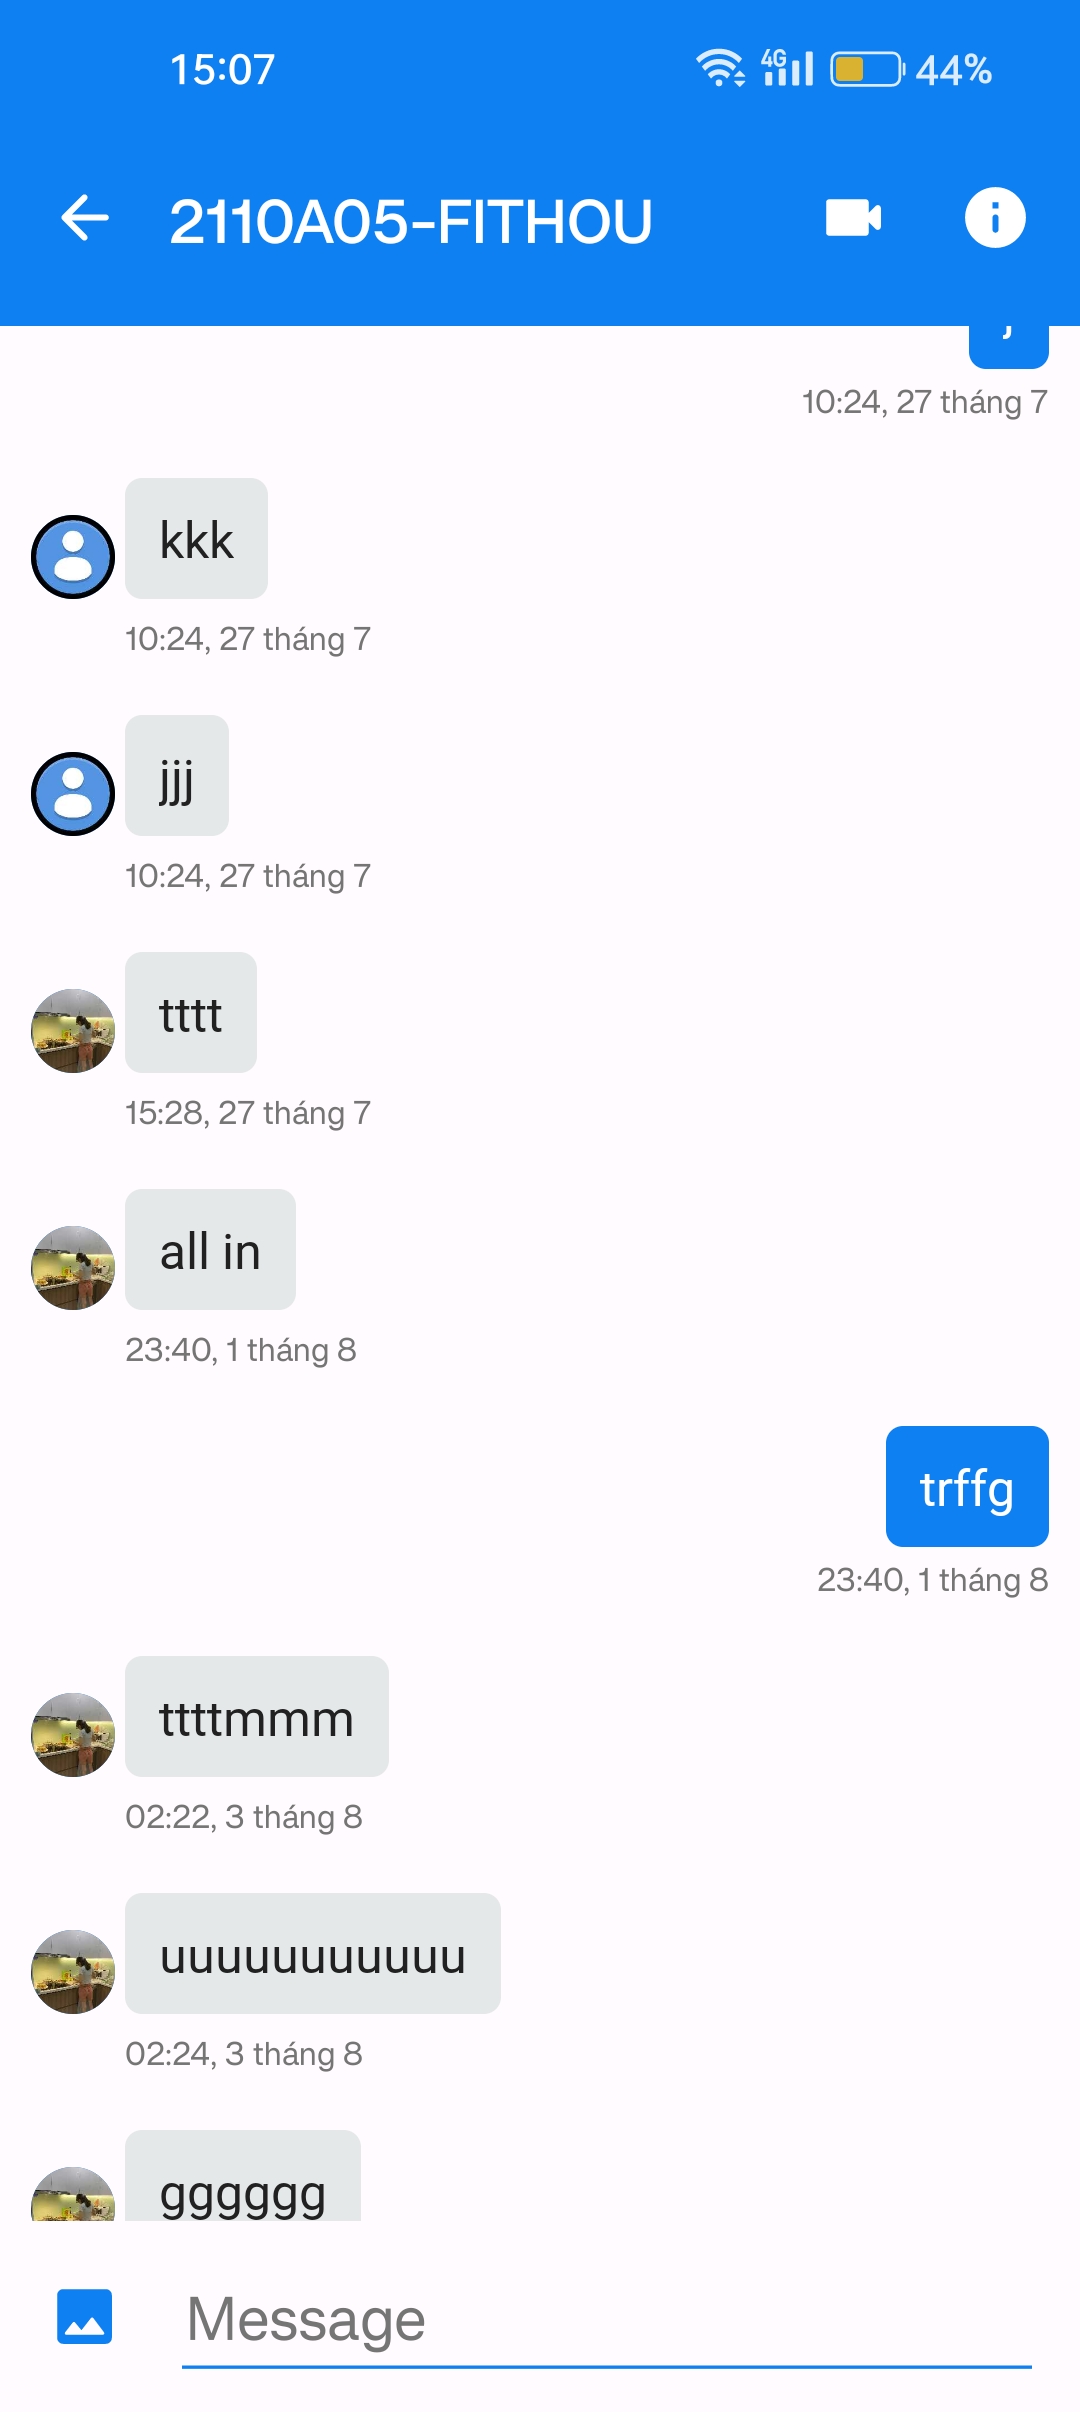 15:07
4G
44%
2110A05-FITHOU
10:24, 27 tháng 7
kkk
10:24, 27 tháng 7
jjj
10:24, 27 tháng 7
tttt
15:28, 27 tháng 7
all in
23:40, 1 tháng 8
trffg
23:40, 1 tháng 8
ttttmmm
02:22, 3 tháng 8
uuuuuuuuuuu
02:24, 3 tháng 8
gggggg
Message